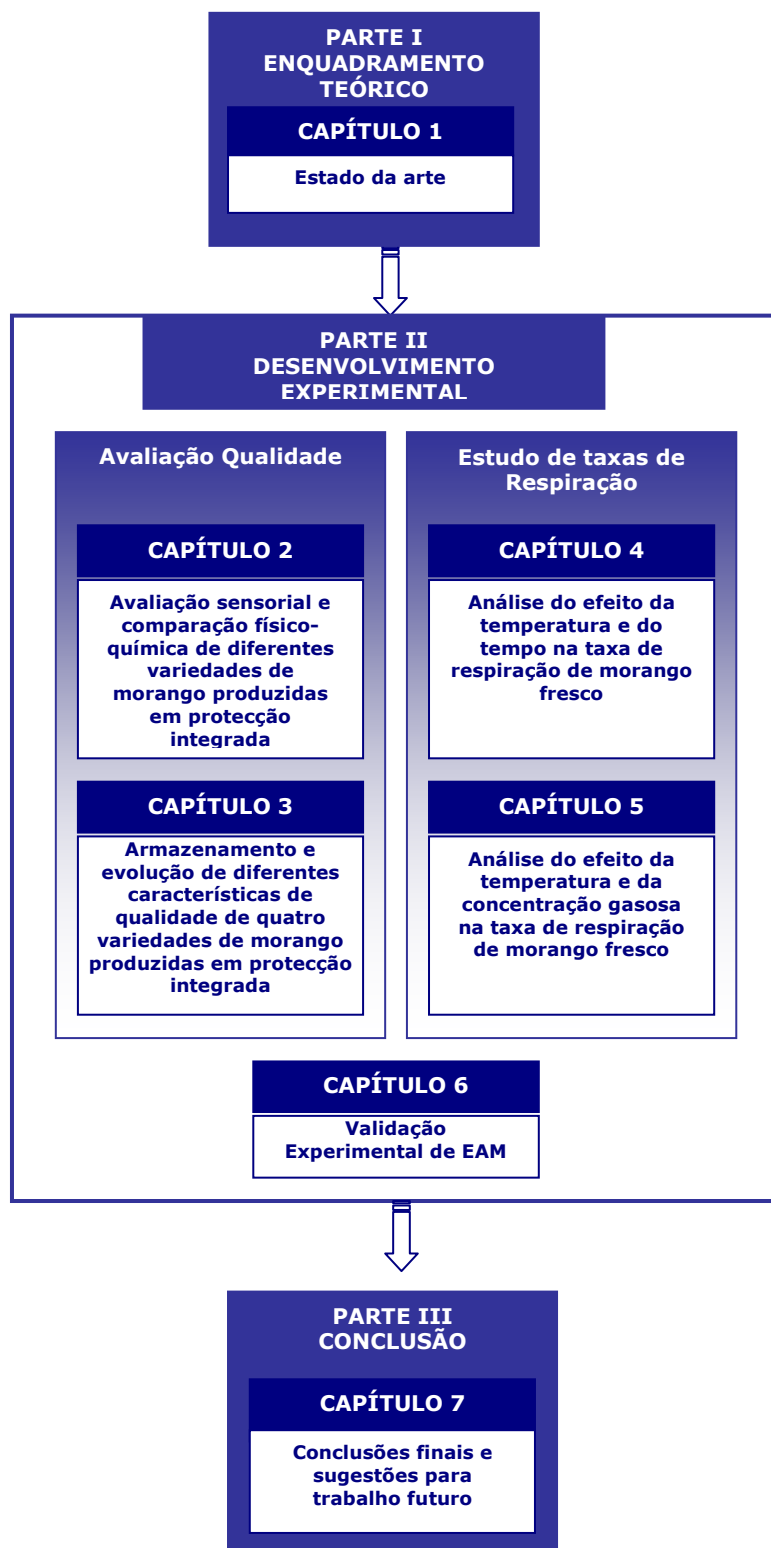 PARTE I
ENQUADRAMENTO
TEÓRICO
CAPÍTULO 1
Estado da arte
PARTE II
DESENVOLVIMENTO
EXPERIMENTAL
Avaliação Qualidade
CAPÍTULO 2
Avaliação sensorial e
comparação físico-
química de diferentes
variedades de
morango produzidas
em protecção
integrada
CAPÍTULO 3
Armazenamento e
evolução de diferentes
características de
qualidade de quatro
variedades de morango
produzidas em protecção
integrada
Estudo de taxas de
Respiração
CAPÍTULO 4
Análise do efeito da
temperatura e do
tempo na taxa de
respiração de morango
fresco
CAPÍTULO 5
Análise do efeito da
temperatura e da
concentração gasosa
na taxa de respiração
de morango fresco
CAPÍTULO 6
Validação
Experimental de EAM
PARTE III
CONCLUSÃO
CAPÍTULO 7
Conclusões finais e
sugestões para
trabalho futuro